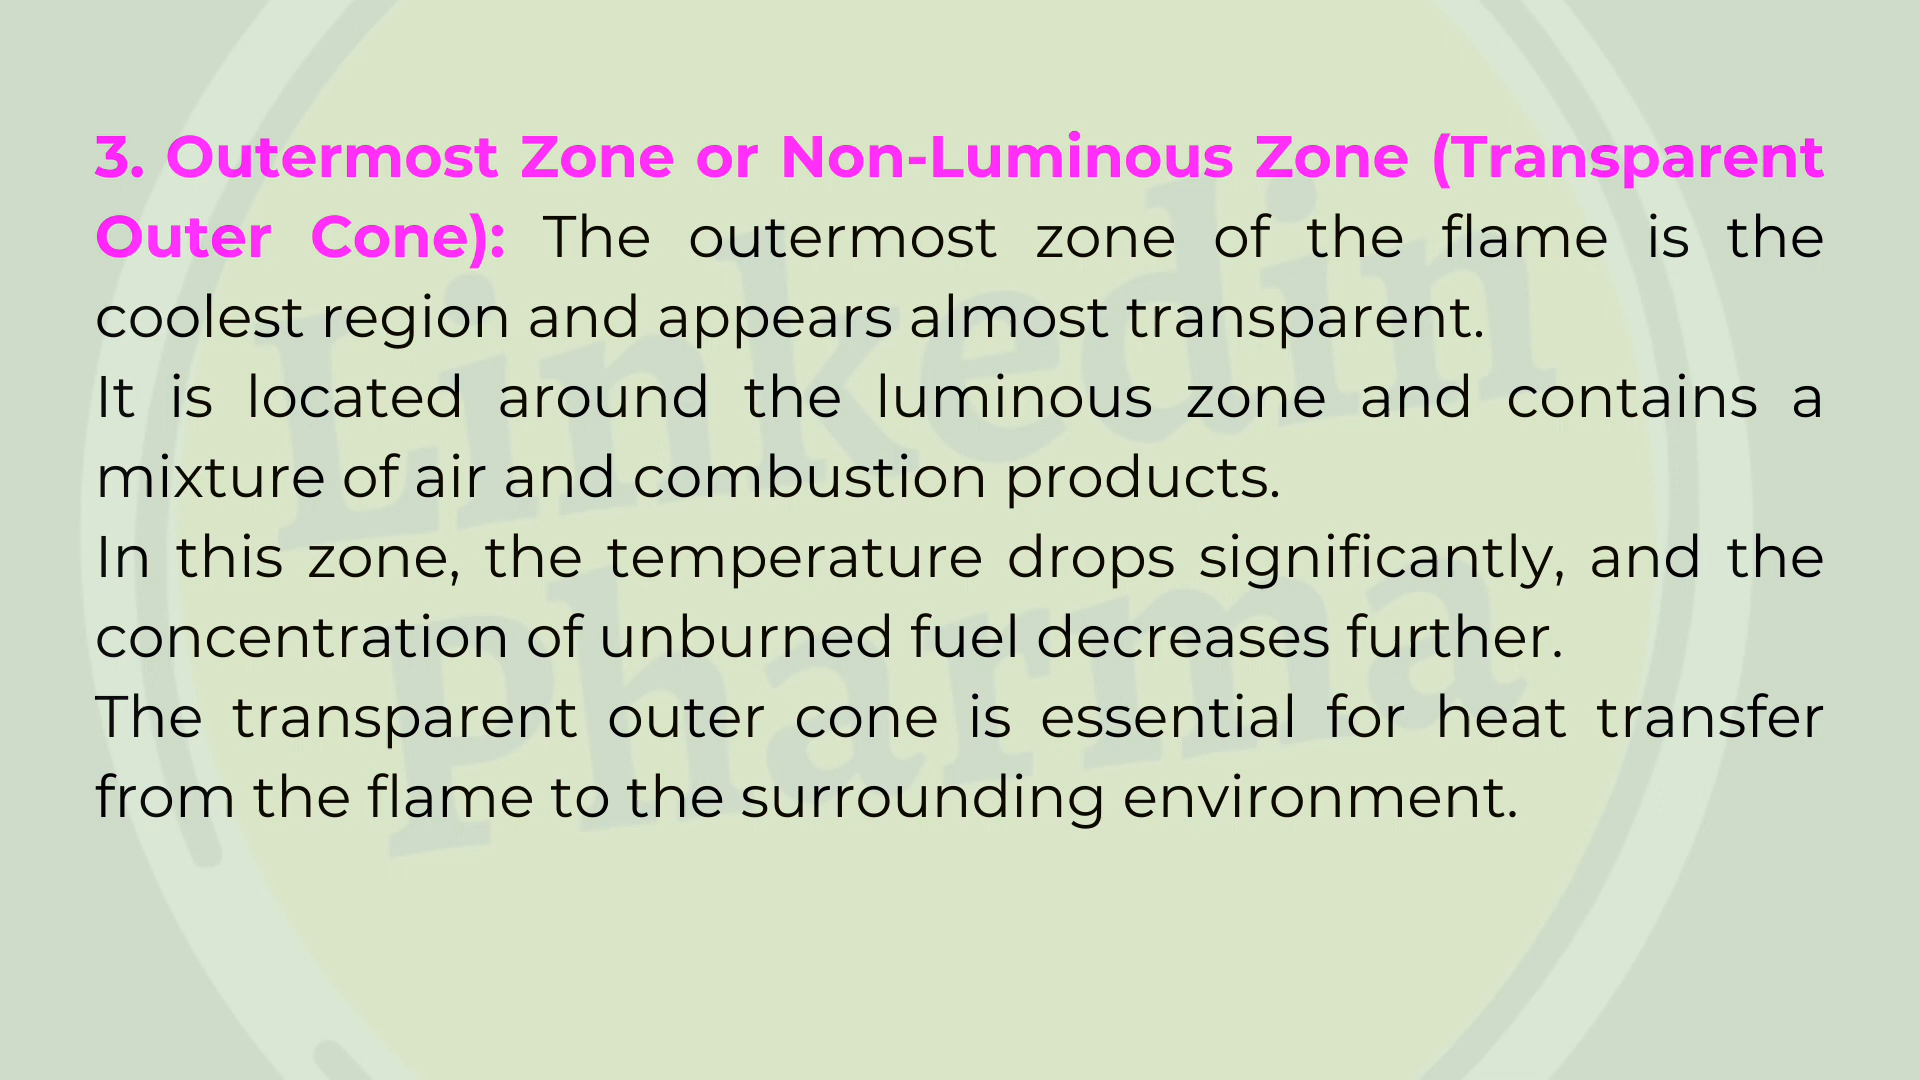 3. Outermost Zone or Non-Luminous Zone (Transparent
Outer Cone): The outermost zone of the flame is the
coolest region and appears almost transparent.
It is located around the luminous zone and contains a
mixture of air and combustion products.
In this zone, the temperature drops significantly, and the
concentration of unburned fuel decreases further.
The transparent outer cone is essential for heat transfer
from the flame to the surrounding environment.
Linkedin
Pharma